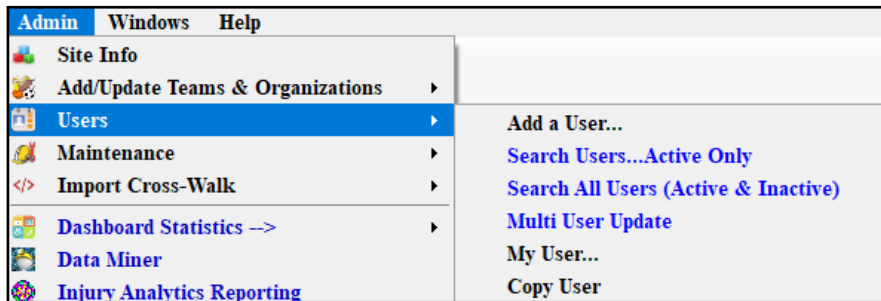 Admin Windows Help
Site Info
Add/Update Teams & Organizations
Users
Maintenance
Import Cross-Walk
Dashboard Statistics -->
Data Miner
Injury Analytics Reporting
Add a User...
Search Users...Active Only
Search All Users (Active & Inactive)
Multi User Update
My User...
Copy User